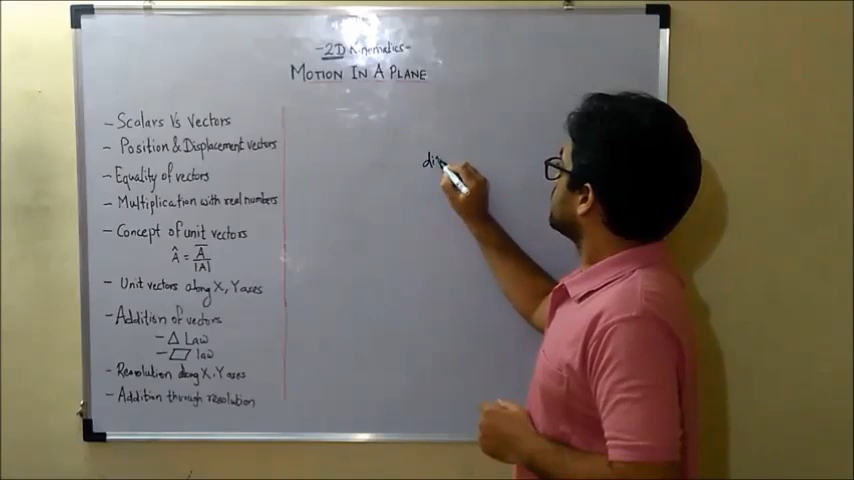 - 2D Kinematics -
MOTION IN A PLANE
- Scalars Vs Vectors
- Position & Displacement vectors
- Equality of vectors
- Multiplication with real numbers
- Concept of unit vectors
Â = A̅ / |A|
- Unit vectors along X, Y axes
- Addition of vectors
- △ Law
- ▱ law
- Resolution along X, Y axes
- Addition through resolution
di